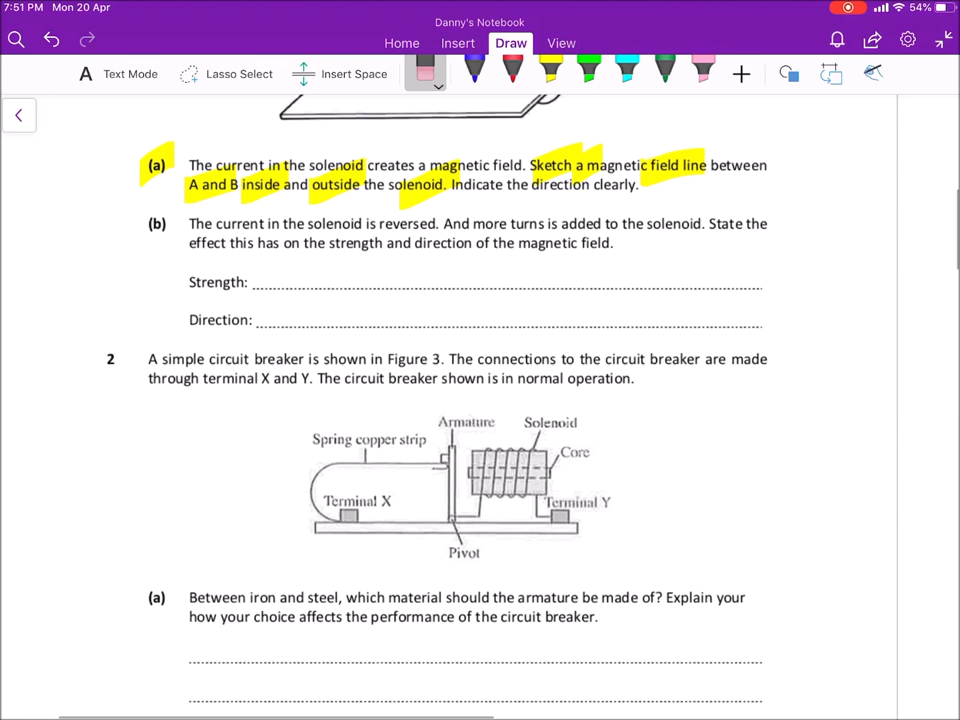 7:51 PM Mon 20 Apr
54%
Danny's Notebook
Home Insert Draw View
A Text Mode Lasso Select Insert Space
(a) The current in the solenoid creates a magnetic field. Sketch a magnetic field line between
A and B inside and outside the solenoid. Indicate the direction clearly.
(b) The current in the solenoid is reversed. And more turns is added to the solenoid. State the
effect this has on the strength and direction of the magnetic field.
Strength:
Direction:
2 A simple circuit breaker is shown in Figure 3. The connections to the circuit breaker are made
through terminal X and Y. The circuit breaker shown is in normal operation.
Armature Solenoid
Spring copper strip
Core
Terminal X
Terminal Y
Pivot
(a) Between iron and steel, which material should the armature be made of? Explain your
how your choice affects the performance of the circuit breaker.